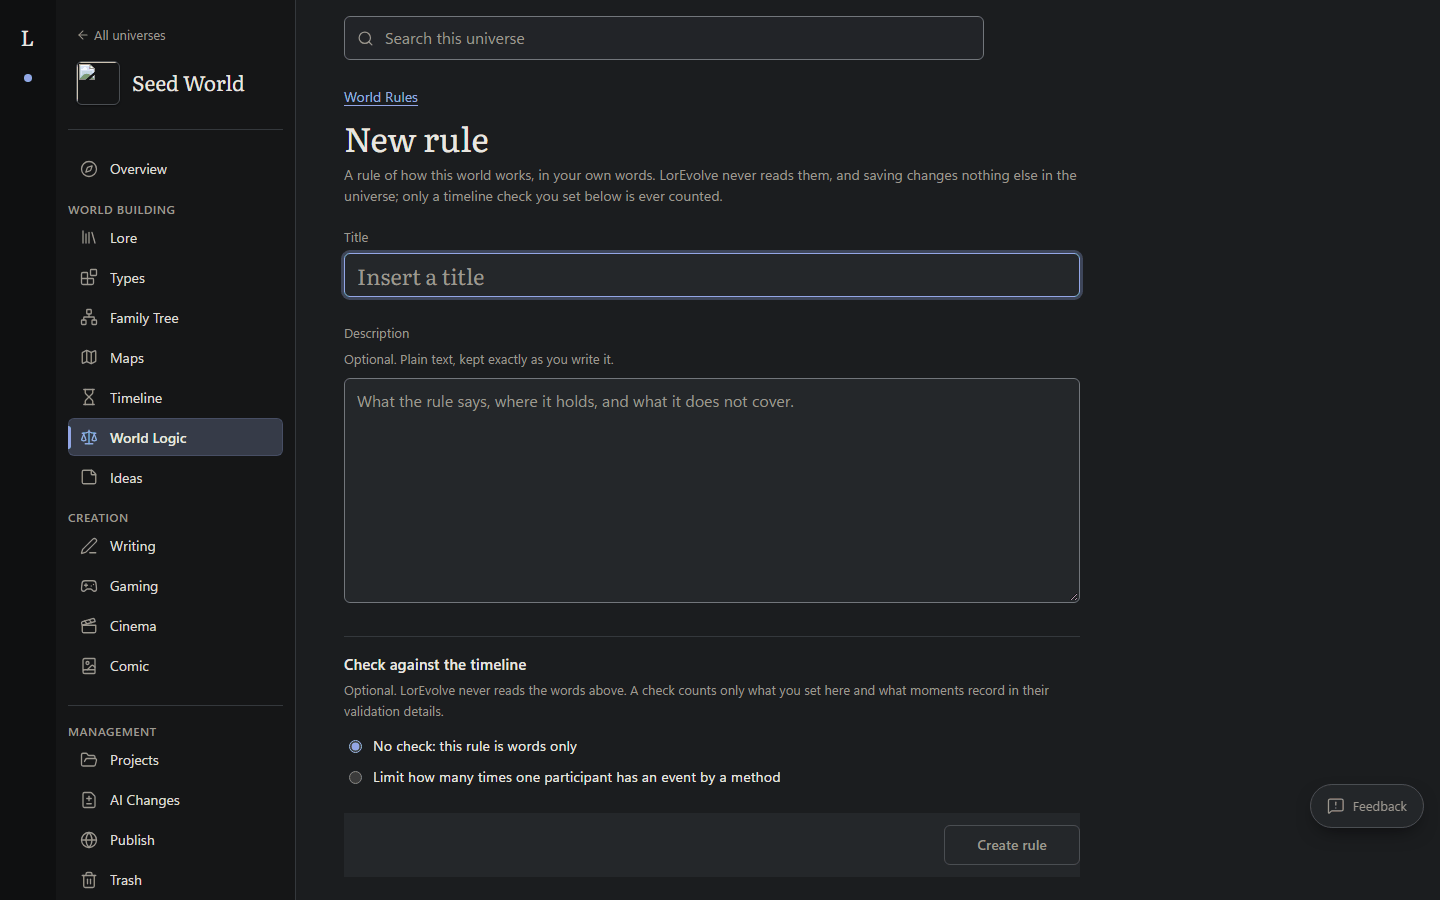 L
All universes
Seed World
Overview
WORLD BUILDING
Lore
Types
Family Tree
Maps
Timeline
World Logic
Ideas
CREATION
Writing
Gaming
Cinema
Comic
MANAGEMENT
Projects
AI Changes
Publish
Trash
Search this universe
World Rules
New rule
A rule of how this world works, in your own words. LorEvolve never reads them, and saving changes nothing else in the
universe; only a timeline check you set below is ever counted.
Title
Insert a title
Description
Optional. Plain text, kept exactly as you write it.
What the rule says, where it holds, and what it does not cover.
Check against the timeline
Optional. LorEvolve never reads the words above. A check counts only what you set here and what moments record in their
validation details.
No check: this rule is words only
Limit how many times one participant has an event by a method
Create rule
Feedback